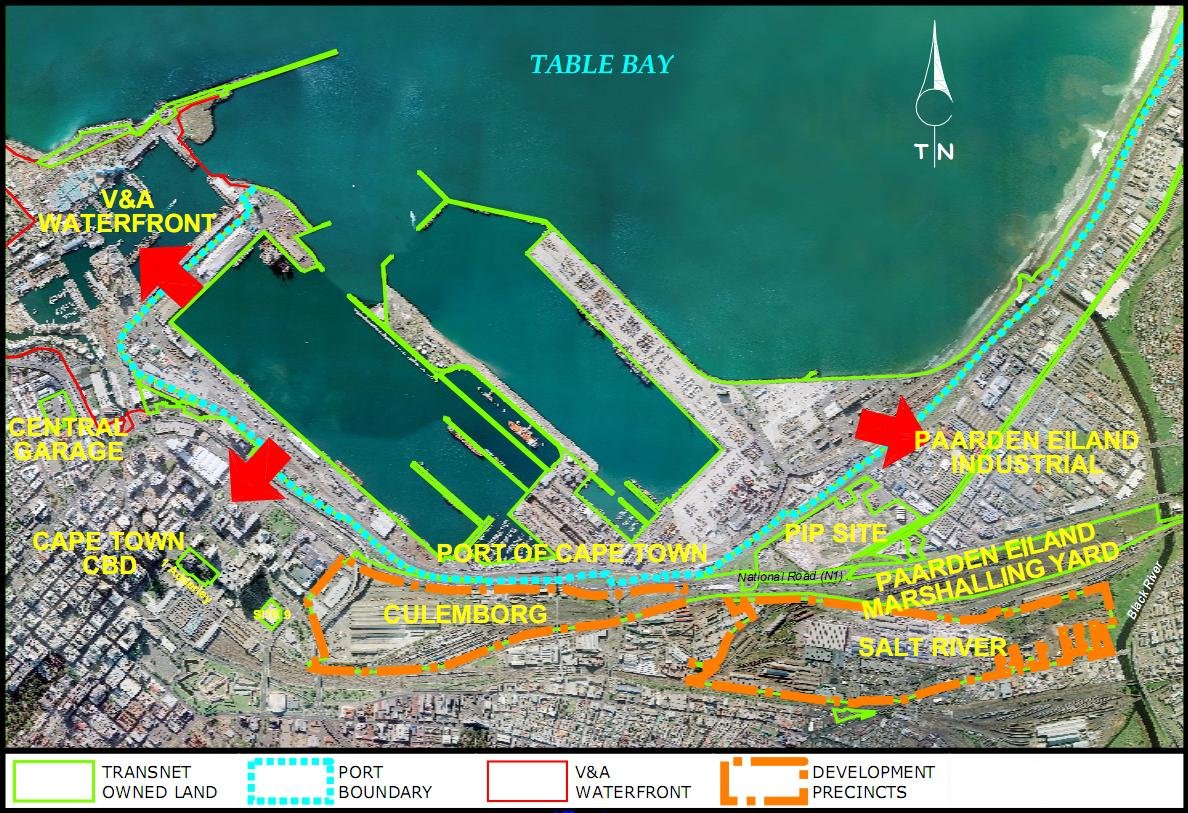 TABLE BAY
T N
V&A
WATERFRONT
CENTRAL
GARAGE
PAARDEN EILAND
INDUSTRIAL
CAPE TOWN
CBD
PORT OF CAPE TOWN
PIP SITE
National Road (N1)
PAARDEN EILAND
MARSHALLING YARD
Black River
CULEMBORG
SALT RIVER
TRANSNET
OWNED LAND
PORT
BOUNDARY
V&A
WATERFRONT
DEVELOPMENT
PRECINCTS